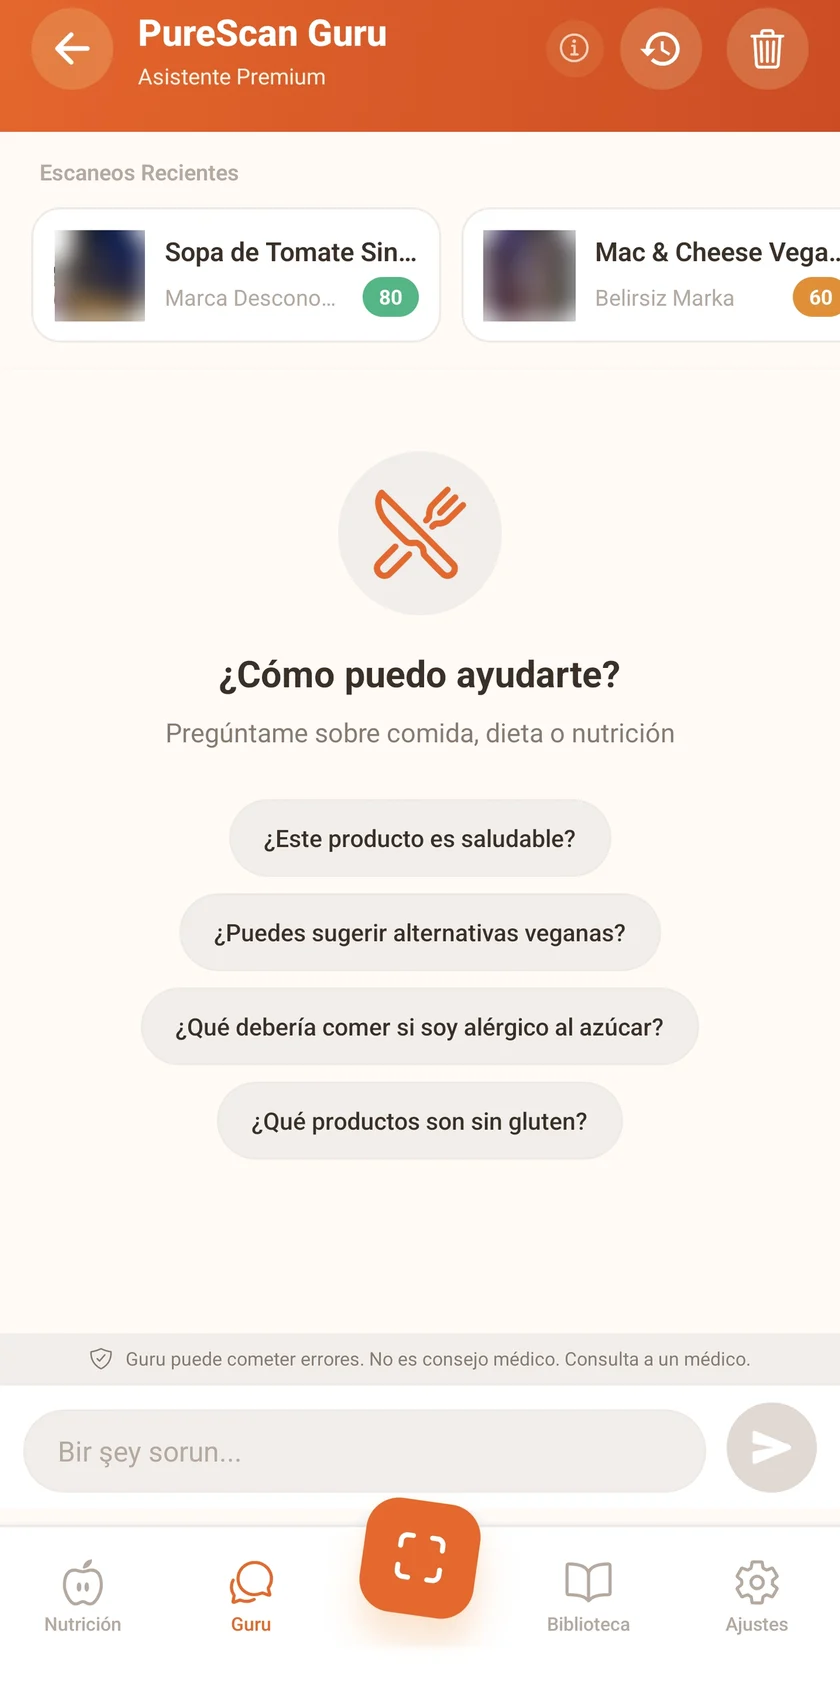 PureScan Guru
Asistente Premium
Escaneos Recientes
Sopa de Tomate Sin...
Marca Descono...
80
Mac & Cheese Vega..
Belirsiz Marka
60
¿Cómo puedo ayudarte?
Pregúntame sobre comida, dieta o nutrición
¿Este producto es saludable?
¿Puedes sugerir alternativas veganas?
¿Qué debería comer si soy alérgico al azúcar?
¿Qué productos son sin gluten?
Guru puede cometer errores. No es consejo médico. Consulta a un médico.
Bir şey sorun...
Nutrición
Guru
Biblioteca
Ajustes